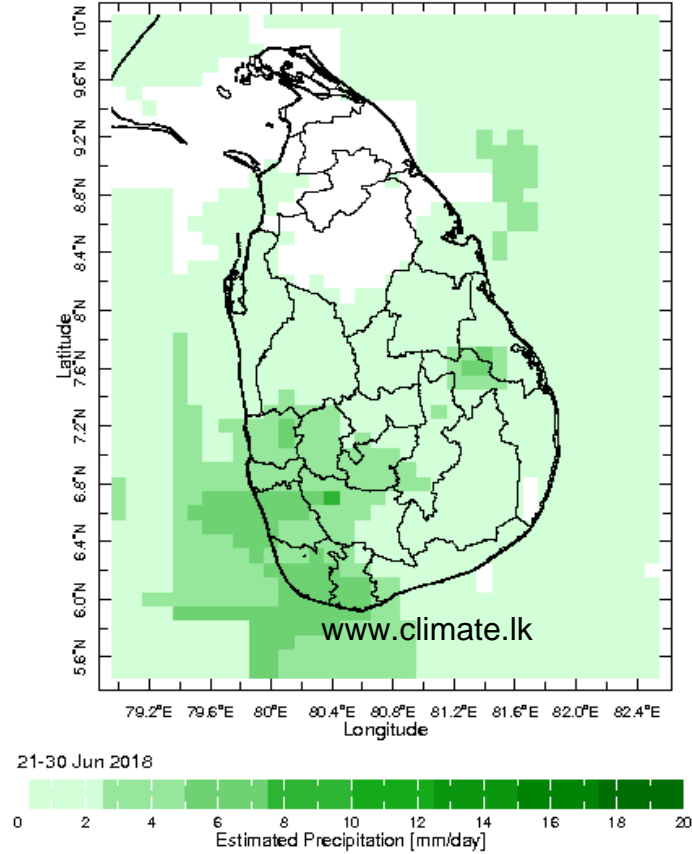 10°N
9.6°N
9.2°N
8.8°N
8.4°N
8°N
7.6°N
7.2°N
6.8°N
6.4°N
6.0°N
5.6°N
Latitude
www.climate.lk
79.2°E 79.6°E 80°E 80.4°E 80.8°E 81.2°E 81.6°E 82.0°E 82.4°E
Longitude
21-30 Jun 2018
0 2 4 6 8 10 12 14 16 18 20
Estimated Precipitation [mm/day]